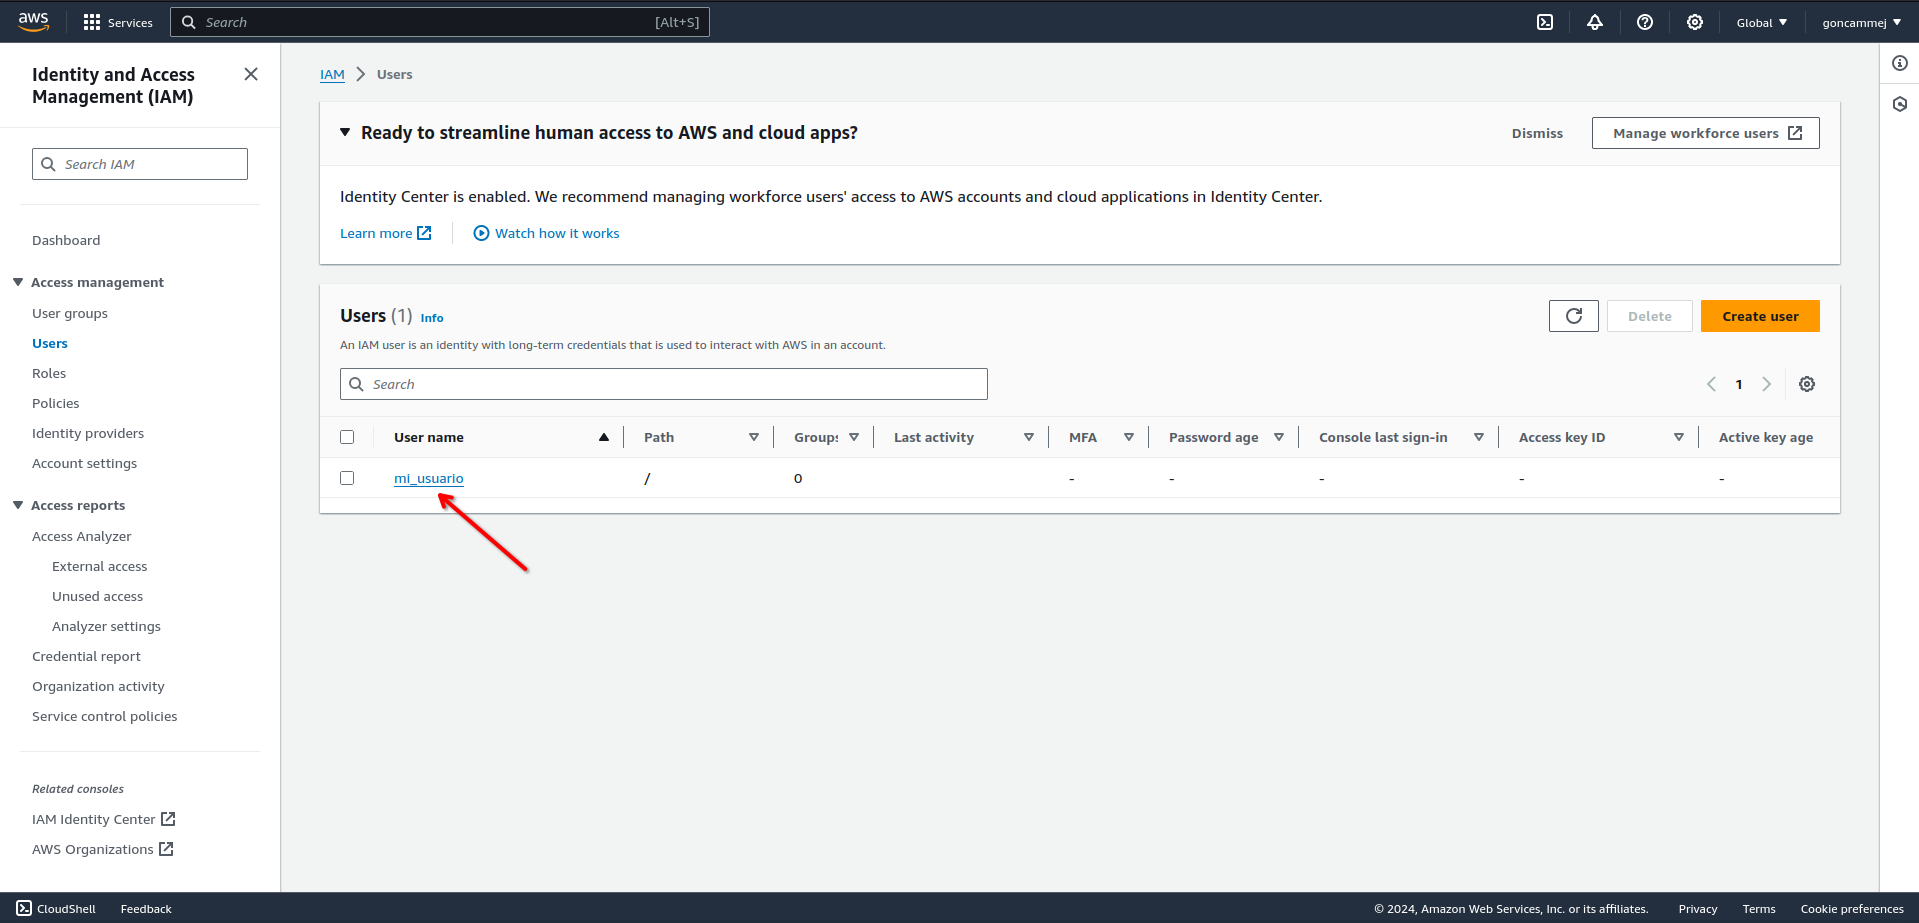 aws
Services
Search
[Alt+S]
Global
goncammej
Identity and Access
Management (IAM)
Search IAM
Dashboard
Access management
User groups
Users
Roles
Policies
Identity providers
Account settings
Access reports
Access Analyzer
External access
Unused access
Analyzer settings
Credential report
Organization activity
Service control policies
Related consoles
IAM Identity Center
AWS Organizations
IAM Users
Ready to streamline human access to AWS and cloud apps?
Dismiss
Manage workforce users
Identity Center is enabled. We recommend managing workforce users' access to AWS accounts and cloud applications in Identity Center.
Learn more
Watch how it works
Users (1) Info
Delete
Create user
An IAM user is an identity with long-term credentials that is used to interact with AWS in an account.
Search
1
User name Path Groups Last activity MFA Password age Console last sign-in Access key ID Active key age
mi_usuario / 0 - - - - -
CloudShell
Feedback
© 2024, Amazon Web Services, Inc. or its affiliates.
Privacy
Terms
Cookie preferences